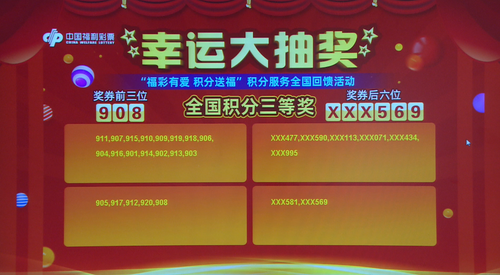 中国福利彩票
CHINA WELFARE LOTTERY
幸运大抽奖
“福彩有爱 积分送福”积分服务全国回馈活动
奖券前三位
908
全国积分三等奖
奖券后六位
XXX569
911,907,915,910,909,919,918,906,
904,916,901,914,902,913,903
XXX477,XXX590,XXX113,XXX071,XXX434,
XXX995
905,917,912,920,908
XXX581,XXX569